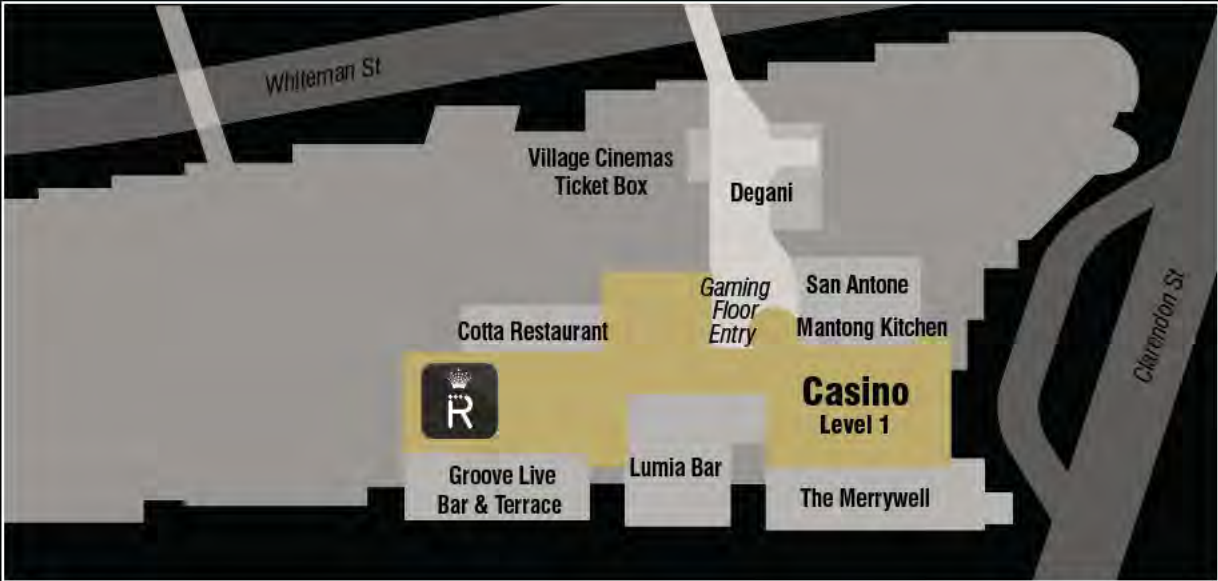 Whiteman St
Village Cinemas
Ticket Box
Degani
Gaming
Floor
Entry
San Antone
Mantong Kitchen
Cotta Restaurant
R
Casino
Level 1
Clarendon St
Groove Live
Bar & Terrace
Lumia Bar
The Merrywell